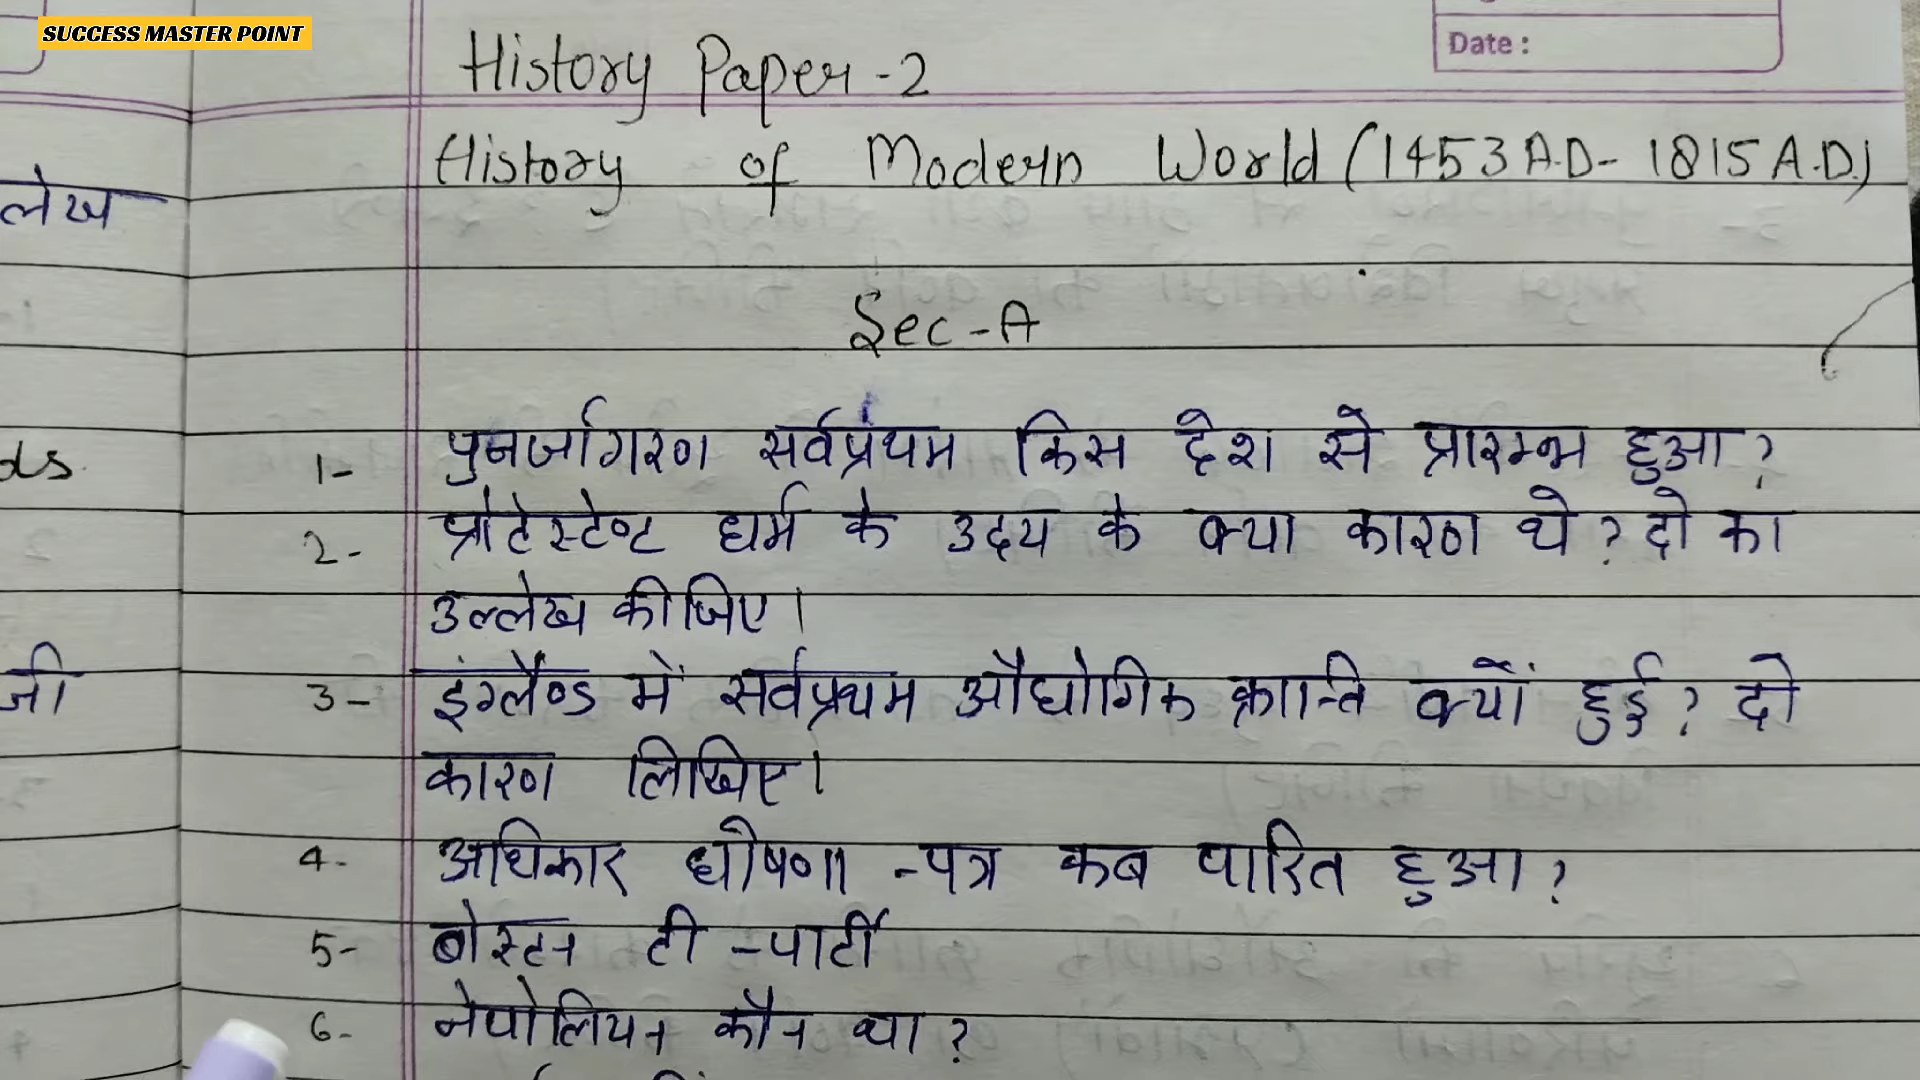 SUCCESS MASTER POINT
Date :
History Paper - 2
History of Modern World (1453 A.D - 1815 A.D.)
लेख
Sec - A
ds.
1- पुनर्जागरण सर्वप्रथम किस देश से प्रारम्भ हुआ?
2- प्रोटेस्टेण्ट धर्म के उदय के क्या कारण थे? दो का
उल्लेख कीजिए।
जी
3- इंग्लैण्ड में सर्वप्रथम औद्योगिक क्रान्ति क्यों हुई? दो
कारण लिखिए।
4- अधिकार घोषणा - पत्र कब पारित हुआ?
5- बोस्टन टी - पार्टी
6- नेपोलियन कौन था?